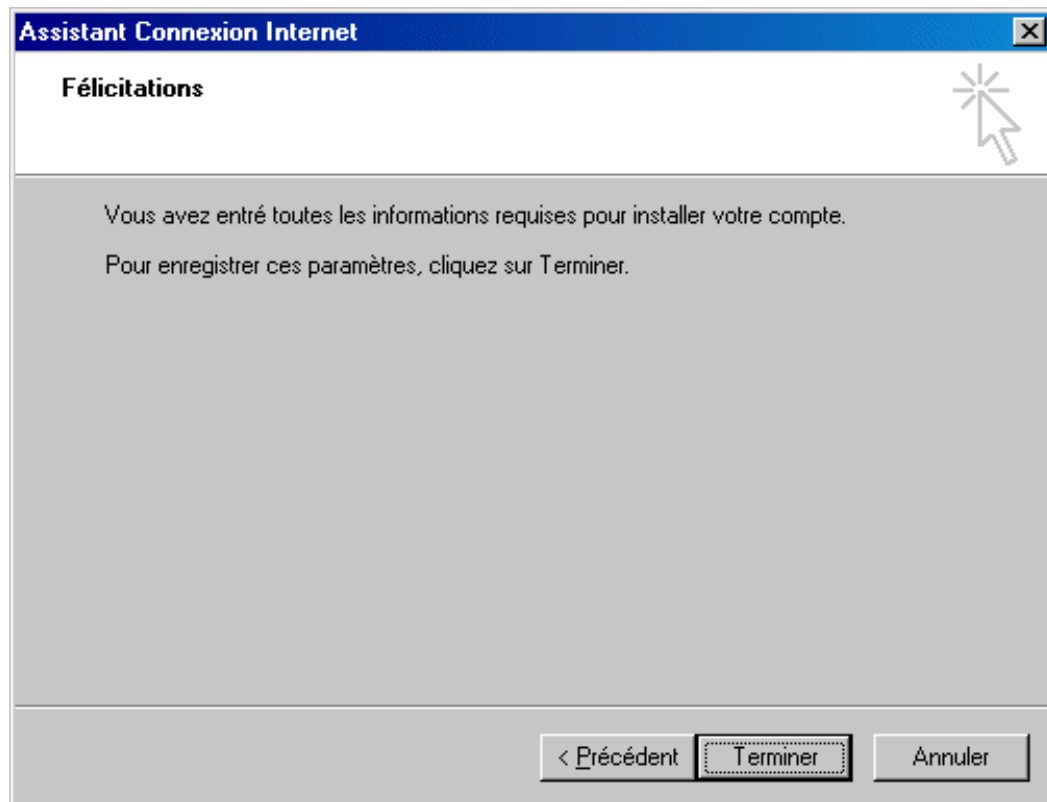 Assistant Connexion Internet
Félicitations
Vous avez entré toutes les informations requises pour installer votre compte.
Pour enregistrer ces paramètres, cliquez sur Terminer.
< Précédent
Terminer
Annuler